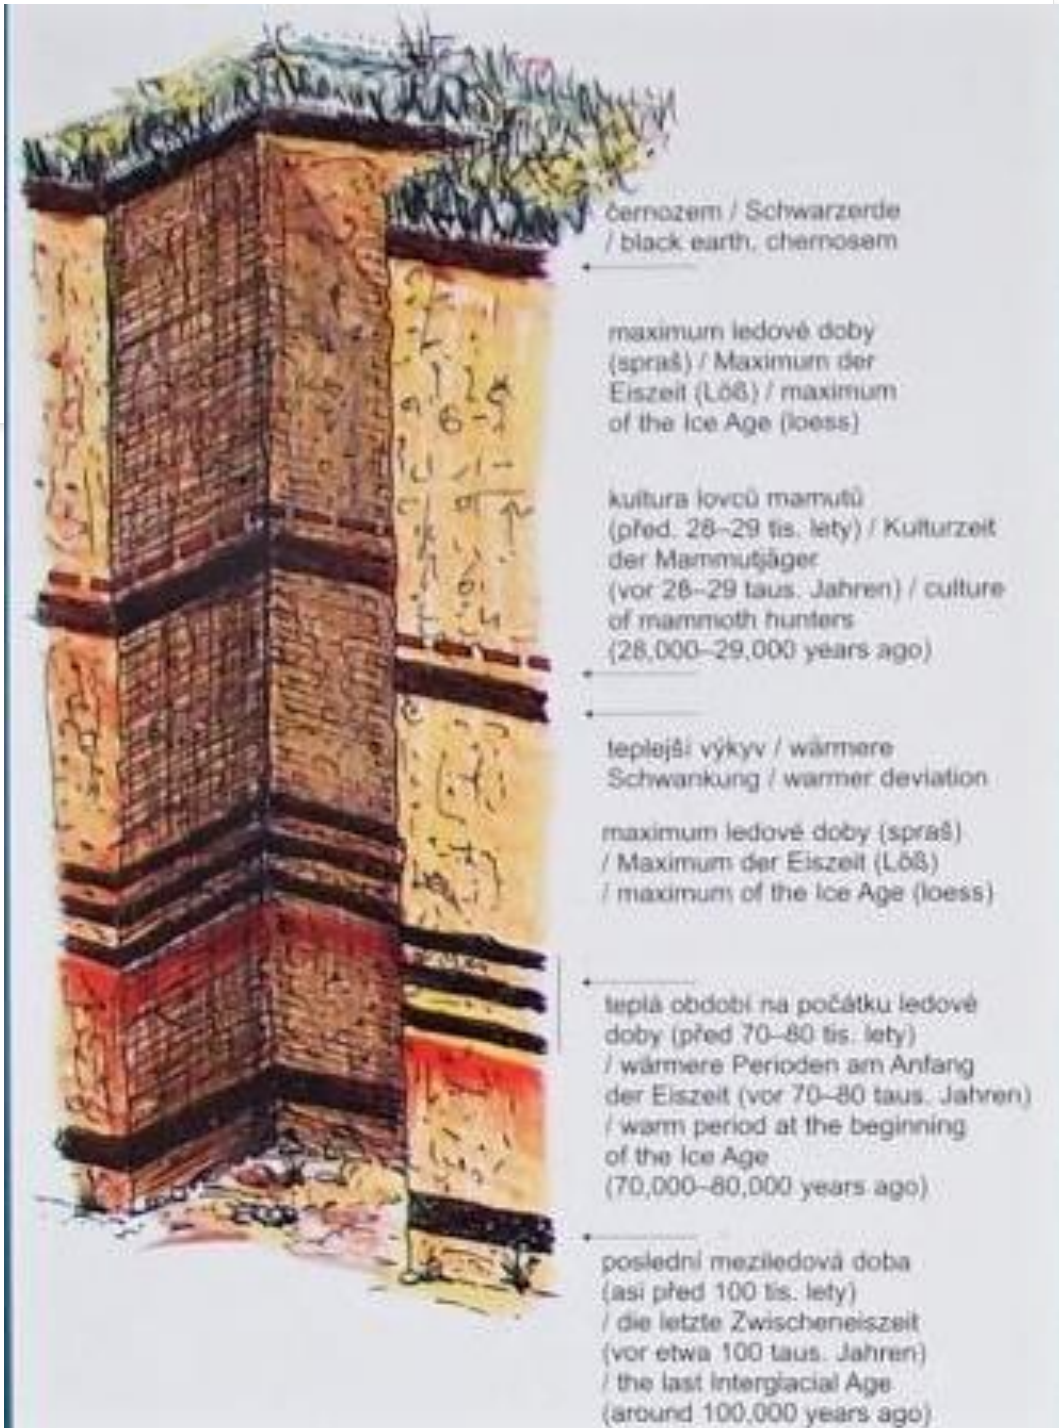 černozem / Schwarzerde
/ black earth, chernosem
maximum ledové doby
(spraš) / Maximum der
Eiszeit (Löß) / maximum
of the Ice Age (loess)
kultura lovců mamutů
(před. 28–29 tis. lety) / Kulturzeit
der Mammutjäger
(vor 28–29 taus. Jahren) / culture
of mammoth hunters
(28,000–29,000 years ago)
teplejší výkyv / wärmere
Schwankung / warmer deviation
maximum ledové doby (spraš)
/ Maximum der Eiszeit (Löß)
/ maximum of the Ice Age (loess)
teplá období na počátku ledové
doby (před 70–80 tis. lety)
/ wärmere Perioden am Anfang
der Eiszeit (vor 70–80 taus. Jahren)
/ warm period at the beginning
of the Ice Age
(70,000–80,000 years ago)
poslední meziledová doba
(asi před 100 tis. lety)
/ die letzte Zwischeneiszeit
(vor etwa 100 taus. Jahren)
/ the last Interglacial Age
(around 100,000 years ago)